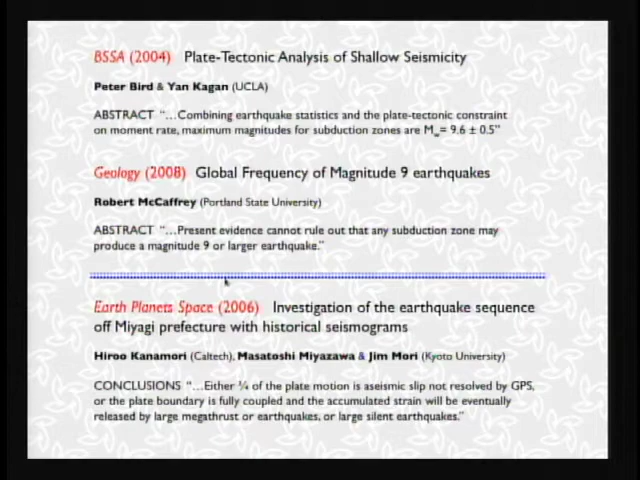 BSSA (2004) Plate-Tectonic Analysis of Shallow Seismicity
Peter Bird & Yan Kagan (UCLA)
ABSTRACT "...Combining earthquake statistics and the plate-tectonic constraint
on moment rate, maximum magnitudes for subduction zones are Mw= 9.6 ± 0.5"
Geology (2008) Global Frequency of Magnitude 9 earthquakes
Robert McCaffrey (Portland State University)
ABSTRACT "...Present evidence cannot rule out that any subduction zone may
produce a magnitude 9 or larger earthquake."
Earth Planets Space (2006) Investigation of the earthquake sequence
off Miyagi prefecture with historical seismograms
Hiroo Kanamori (Caltech), Masatoshi Miyazawa & Jim Mori (Kyoto University)
CONCLUSIONS "...Either ¾ of the plate motion is aseismic slip not resolved by GPS,
or the plate boundary is fully coupled and the accumulated strain will be eventually
released by large megathrust or earthquakes, or large silent earthquakes."